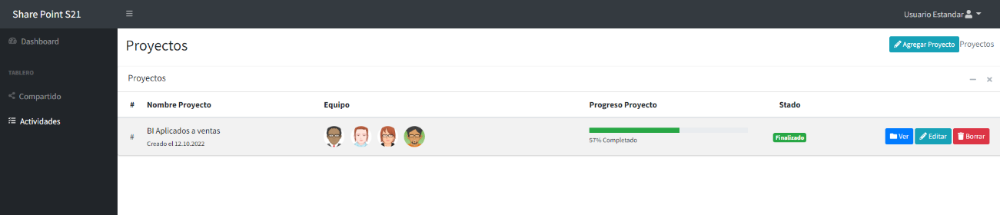 Share Point S21
Usuario Estandar
Dashboard
Proyectos
Agregar Proyecto Proyectos
TABLERO
Proyectos
Compartido
# Nombre Proyecto Equipo Progreso Proyecto Stado
Actividades
# BI Aplicados a ventas
Creado el 12.10.2022
57% Completado
Finalizado
Ver Editar Borrar